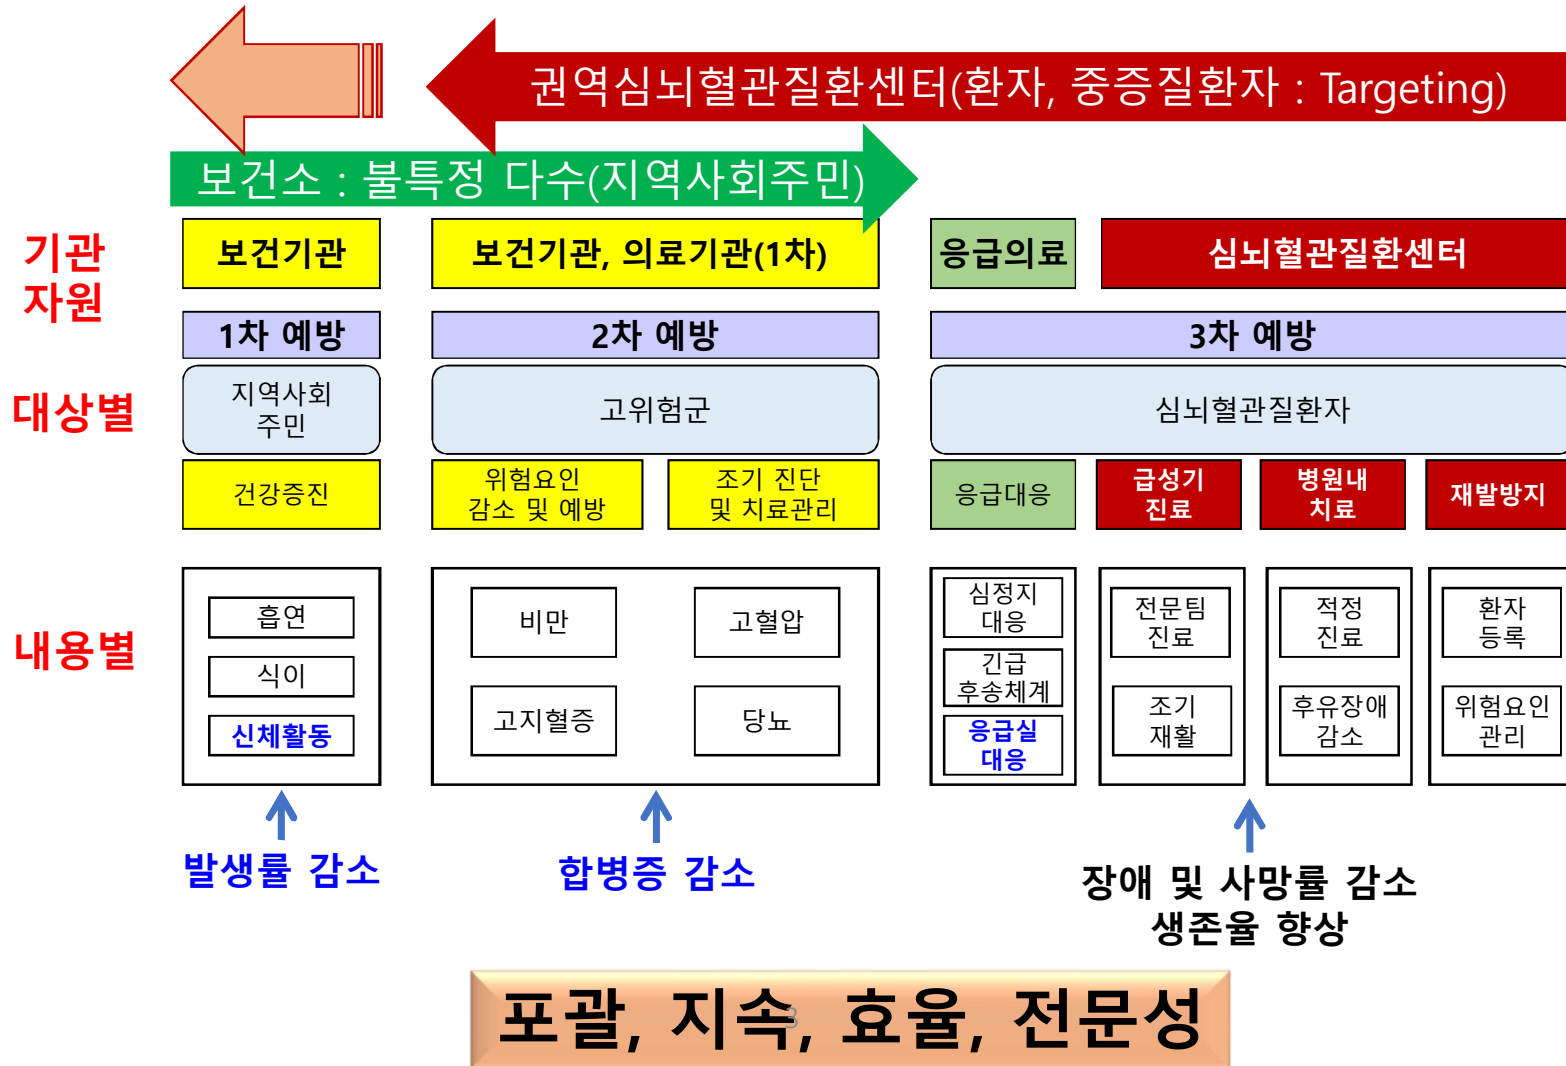 권역심뇌혈관질환센터(환자, 중증질환자 : Targeting)
보건소 : 불특정 다수(지역사회주민)
기관
자원
보건기관
보건기관, 의료기관(1차)
응급의료
심뇌혈관질환센터
1차 예방
2차 예방
3차 예방
대상별
지역사회
주민
고위험군
심뇌혈관질환자
건강증진
위험요인
감소 및 예방
조기 진단
및 치료관리
응급대응
급성기
진료
병원내
치료
재발방지
내용별
흡연
식이
신체활동
비만
고혈압
고지혈증
당뇨
심정지
대응
긴급
후송체계
응급실
대응
전문팀
진료
조기
재활
적정
진료
후유장애
감소
환자
등록
위험요인
관리
발생률 감소
합병증 감소
장애 및 사망률 감소
생존율 향상
포괄, 지속, 효율, 전문성
3